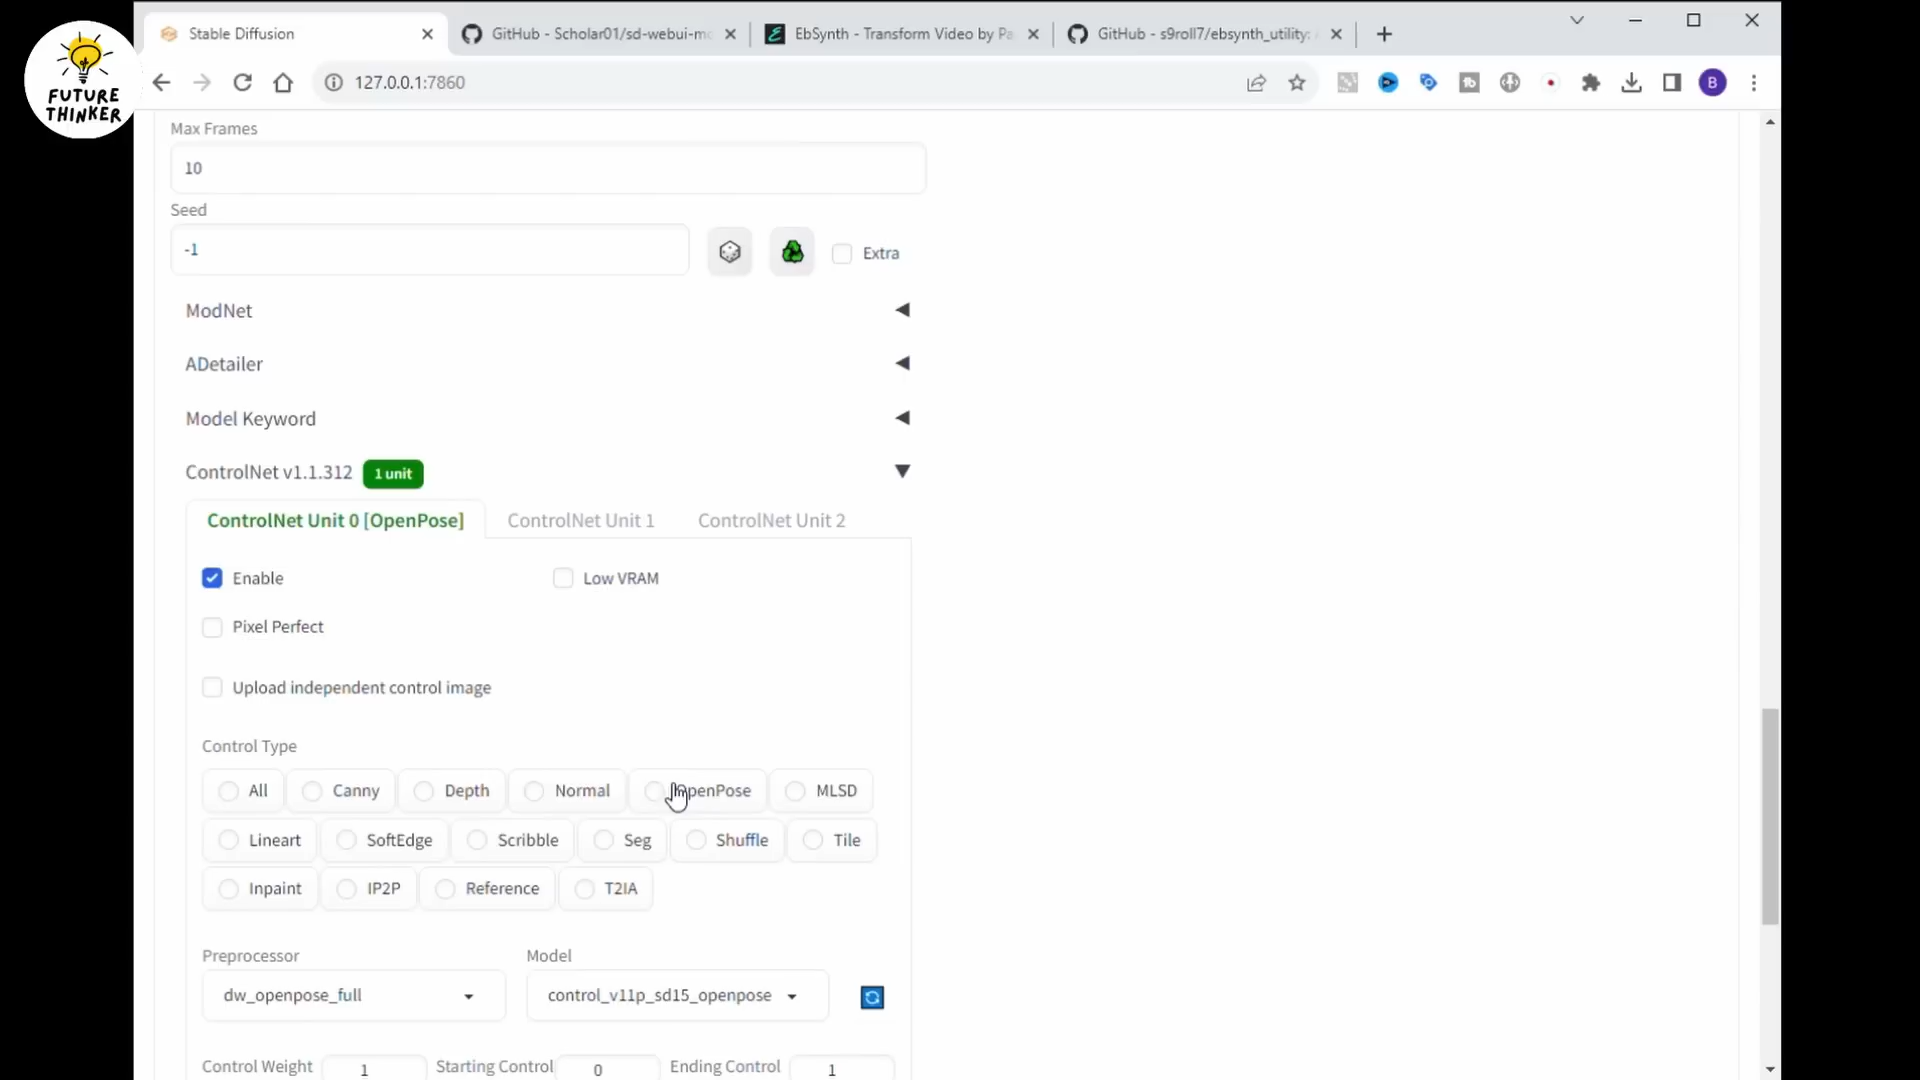 FUTURE
THINKER
Stable Diffusion
GitHub - Scholar01/sd-webui-mo
EbSynth - Transform Video by Pa
GitHub - s9roll7/ebsynth_utility:
127.0.0.1:7860
B
Max Frames
10
Seed
-1
Extra
ModNet
ADetailer
Model Keyword
ControlNet v1.1.312
1 unit
ControlNet Unit 0 [OpenPose]
ControlNet Unit 1
ControlNet Unit 2
Enable
Low VRAM
Pixel Perfect
Upload independent control image
Control Type
All
Canny
Depth
Normal
OpenPose
MLSD
Lineart
SoftEdge
Scribble
Seg
Shuffle
Tile
Inpaint
IP2P
Reference
T2IA
Preprocessor
Model
dw_openpose_full
control_v11p_sd15_openpose
Control Weight
1
Starting Control
0
Ending Control
1